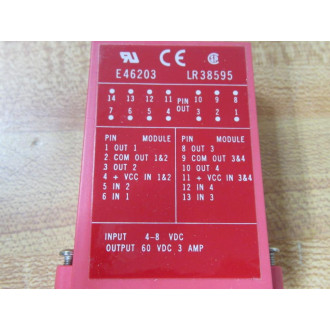 CE
E46203 LR38595
14 13 12 11 PIN OUT 10 9 8
7 6 5 4 3 2 1
PIN MODULE
1 OUT 1
2 COM OUT 1&2
3 OUT 2
4 + VCC IN 1&2
5 IN 2
6 IN 1
PIN MODULE
8 OUT 3
9 COM OUT 3&4
10 OUT 4
11 + VCC IN 3&4
12 IN 4
13 IN 3
INPUT 4-8 VDC
OUTPUT 60 VDC 3 AMP